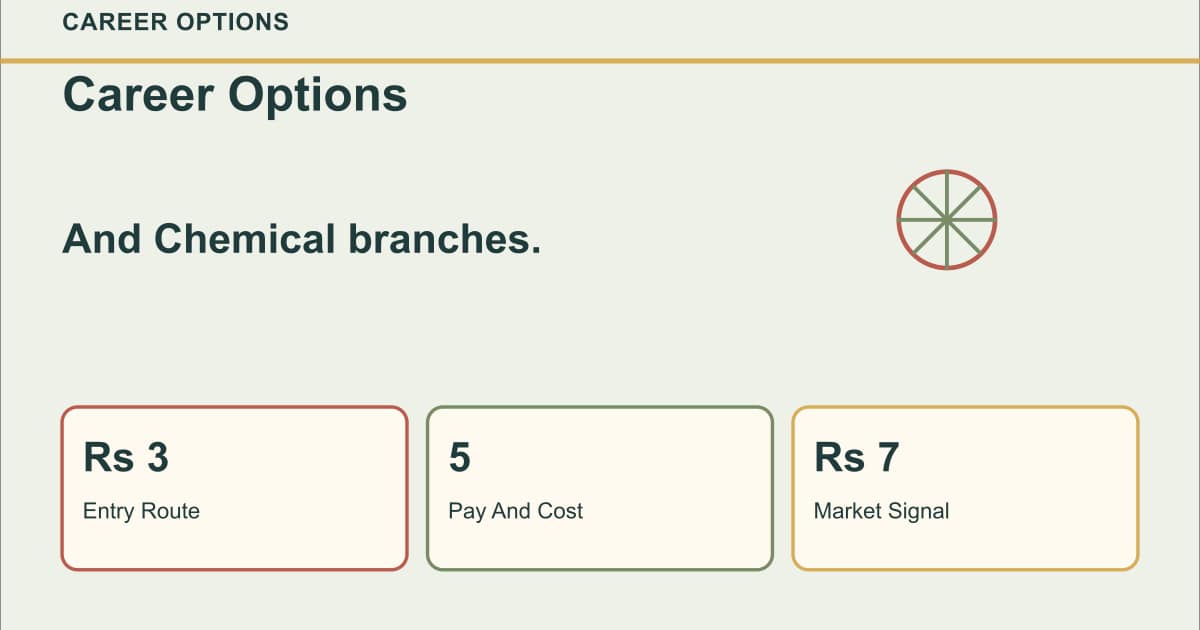 CAREER OPTIONS
Career Options
And Chemical branches.
Rs 3
Entry Route
5
Pay And Cost
Rs 7
Market Signal